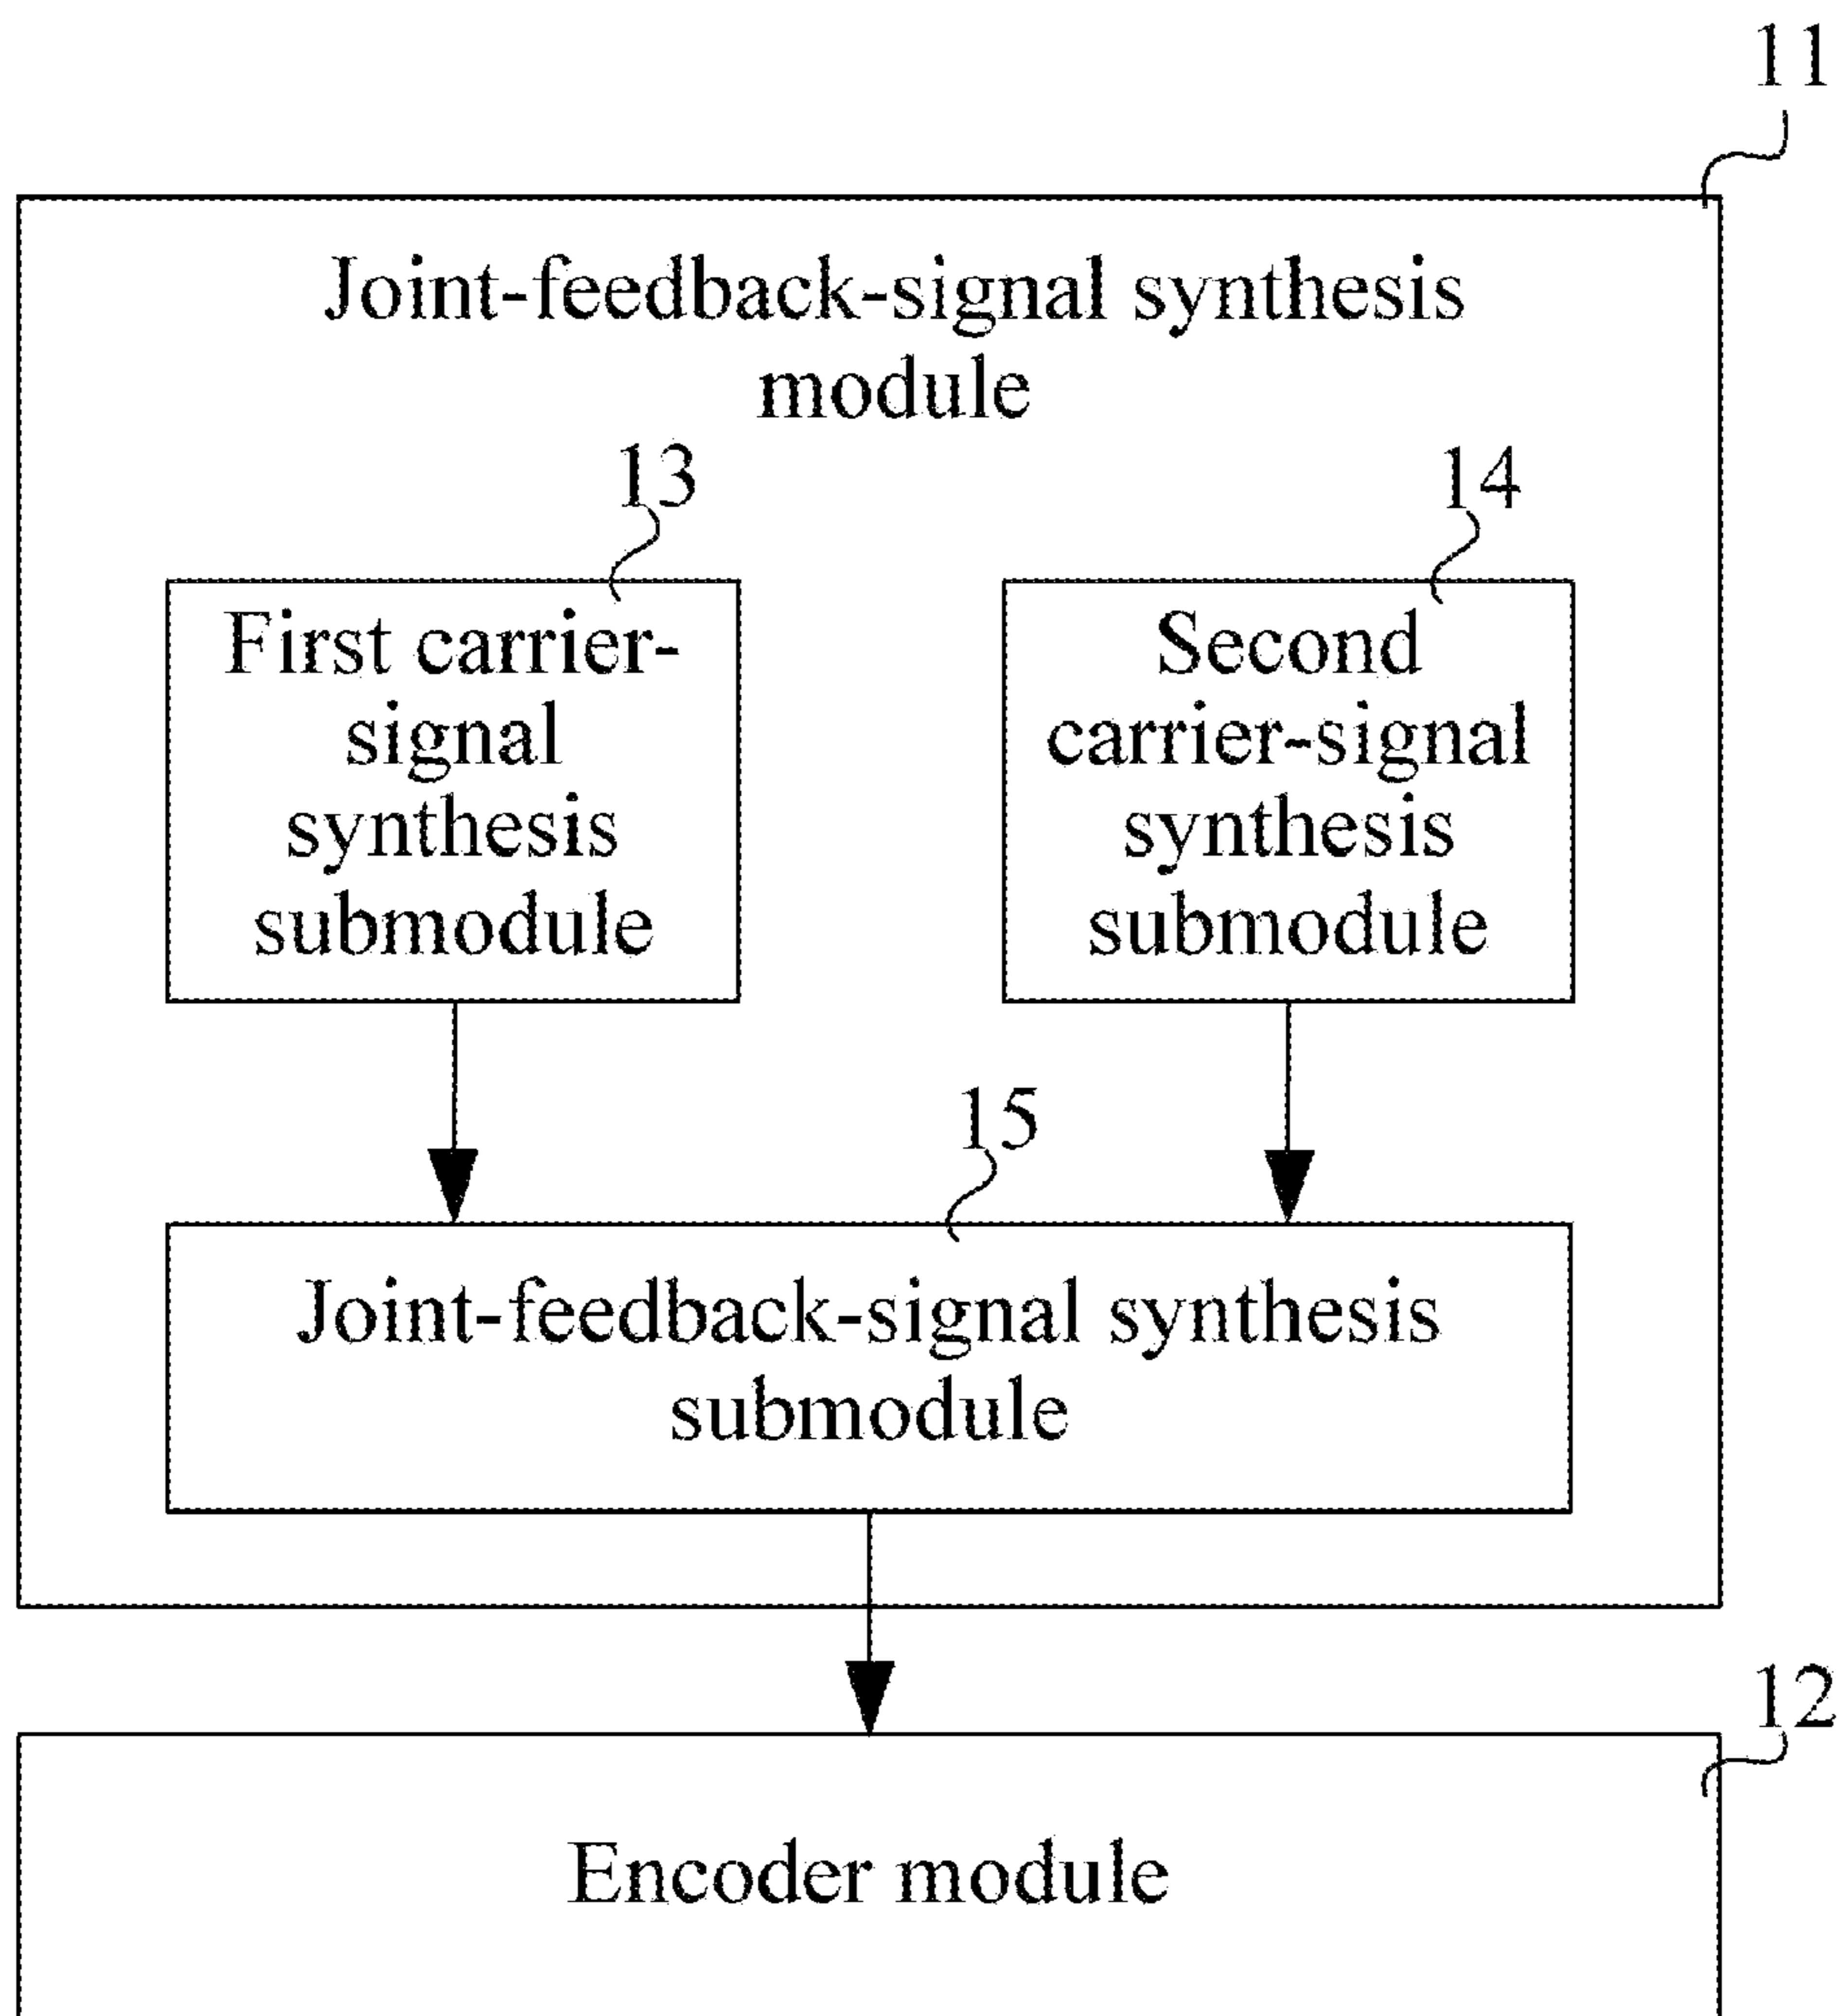 11
Joint-feedback-signal synthesis
module
13
14
First carrier-
signal
synthesis
submodule
Second
carrier-signal
synthesis
submodule
15
Joint-feedback-signal synthesis
submodule
12
Encoder module